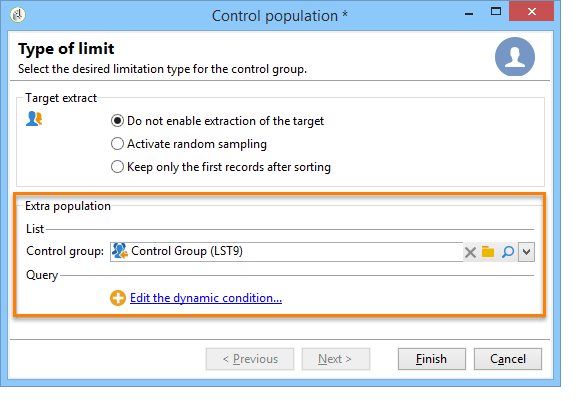 Control population *
Type of limit
Select the desired limitation type for the control group.
Target extract
Do not enable extraction of the target
Activate random sampling
Keep only the first records after sorting
Extra population
List
Control group: Control Group (LST9)
Query
Edit the dynamic condition...
< Previous Next > Finish Cancel